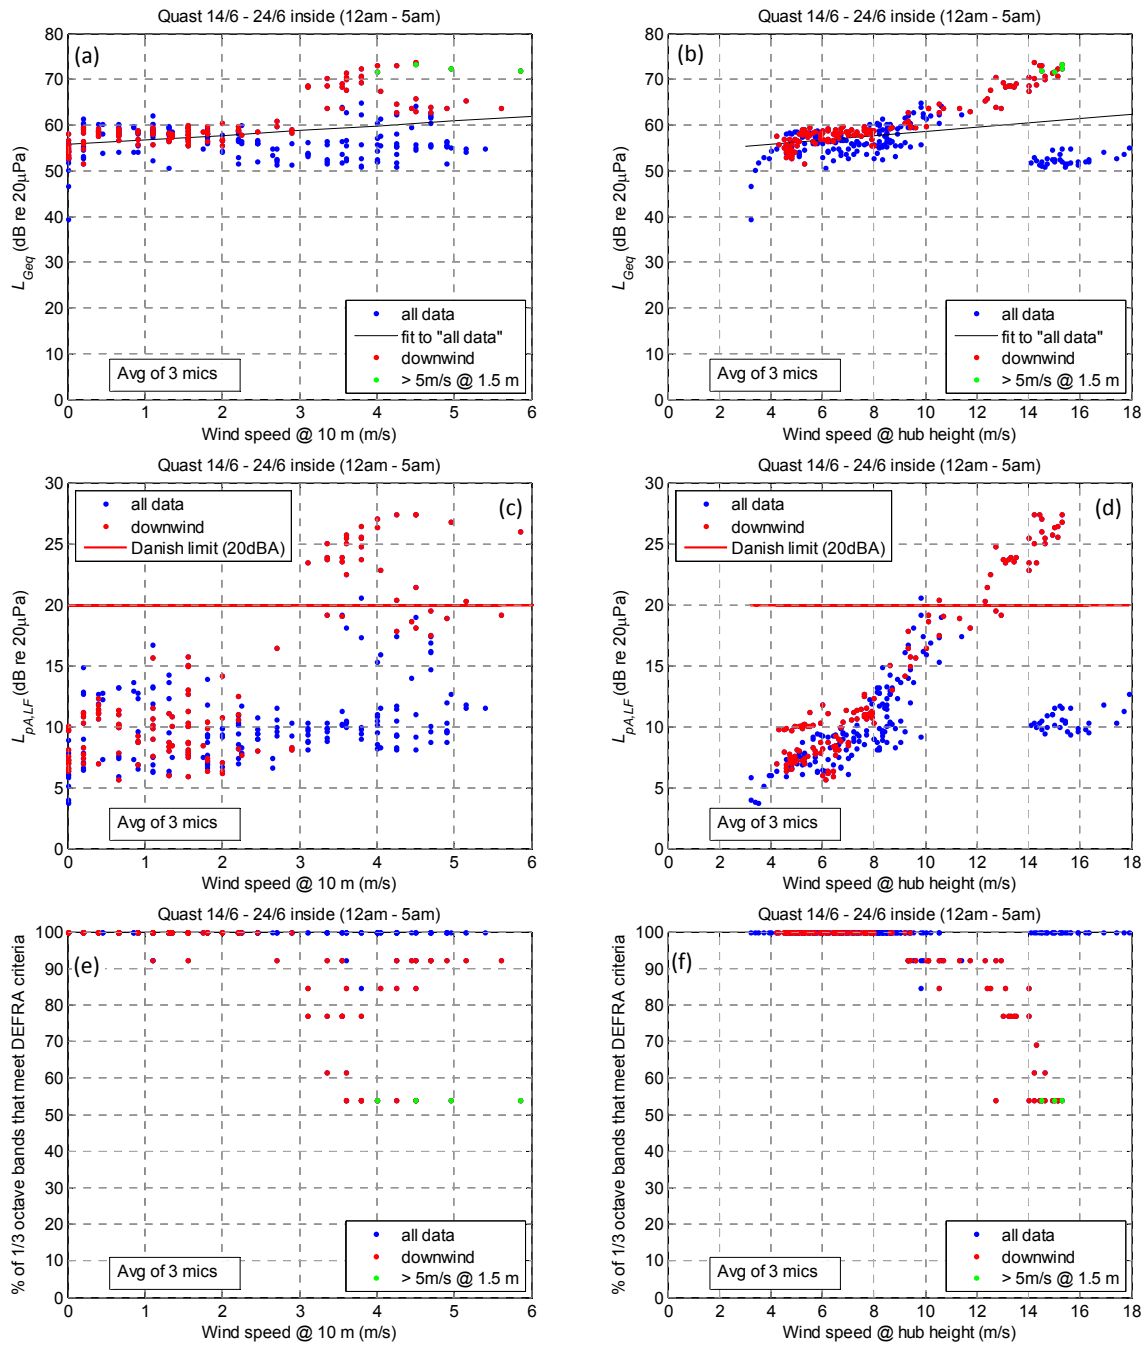 Quast 14/6 - 24/6 inside (12am - 5am)
(a)
80
70
60
50
40
30
20
10
0
L_Geq (dB re 20μPa)
all data
fit to "all data"
downwind
> 5m/s @ 1.5 m
Avg of 3 mics
0 1 2 3 4 5 6
Wind speed @ 10 m (m/s)
Quast 14/6 - 24/6 inside (12am - 5am)
(b)
80
70
60
50
40
30
20
10
0
L_Geq (dB re 20μPa)
all data
fit to "all data"
downwind
> 5m/s @ 1.5 m
Avg of 3 mics
0 2 4 6 8 10 12 14 16 18
Wind speed @ hub height (m/s)
Quast 14/6 - 24/6 inside (12am - 5am)
(c)
all data
downwind
Danish limit (20dBA)
30
25
20
15
10
5
0
L_pA,LF (dB re 20μPa)
Avg of 3 mics
0 1 2 3 4 5 6
Wind speed @ 10 m (m/s)
Quast 14/6 - 24/6 inside (12am - 5am)
(d)
all data
downwind
Danish limit (20dBA)
30
25
20
15
10
5
0
L_pA,LF (dB re 20μPa)
Avg of 3 mics
0 2 4 6 8 10 12 14 16 18
Wind speed @ hub height (m/s)
Quast 14/6 - 24/6 inside (12am - 5am)
(e)
100
90
80
70
60
50
40
30
20
10
0
% of 1/3 octave bands that meet DEFRA criteria
all data
downwind
> 5m/s @ 1.5 m
Avg of 3 mics
0 1 2 3 4 5 6
Wind speed @ 10 m (m/s)
Quast 14/6 - 24/6 inside (12am - 5am)
(f)
100
90
80
70
60
50
40
30
20
10
0
% of 1/3 octave bands that meet DEFRA criteria
all data
downwind
> 5m/s @ 1.5 m
Avg of 3 mics
0 2 4 6 8 10 12 14 16 18
Wind speed @ hub height (m/s)